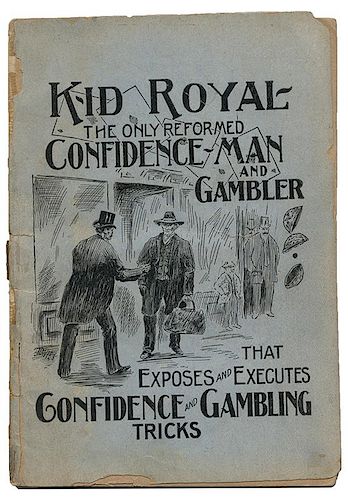 KID ROYAL
THE ONLY REFORMED
CONFIDENCE-MAN
AND
GAMBLER
THAT
EXPOSES AND EXECUTES
CONFIDENCE AND GAMBLING
TRICKS